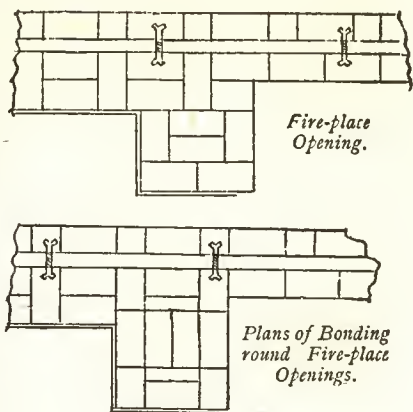 Fire-place
Opening.
Plans of Bonding
round Fire-place
Openings.